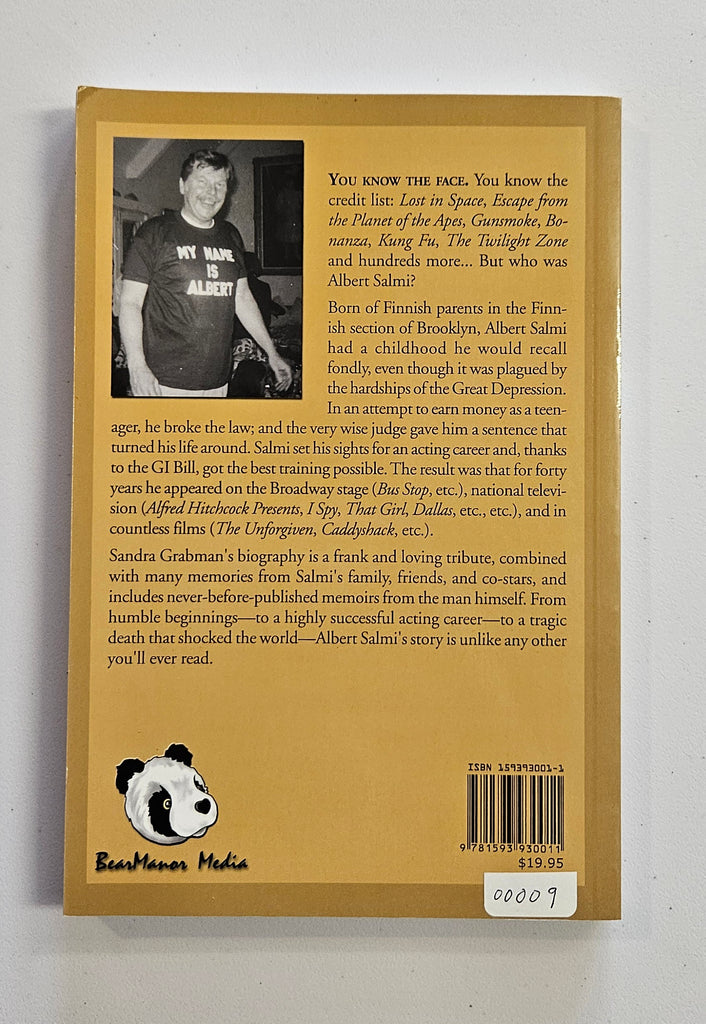 MY NAME
IS
ALBERT
YOU KNOW THE FACE. You know the
credit list: Lost in Space, Escape from
the Planet of the Apes, Gunsmoke, Bo-
nanza, Kung Fu, The Twilight Zone
and hundreds more... But who was
Albert Salmi?
Born of Finnish parents in the Finn-
ish section of Brooklyn, Albert Salmi
had a childhood he would recall
fondly, even though it was plagued by
the hardships of the Great Depression.
In an attempt to earn money as a teen-
ager, he broke the law; and the very wise judge gave him a sentence that
turned his life around. Salmi set his sights for an acting career and, thanks
to the GI Bill, got the best training possible. The result was that for forty
years he appeared on the Broadway stage (Bus Stop, etc.), national televi-
sion (Alfred Hitchcock Presents, I Spy, That Girl, Dallas, etc., etc.), and in
countless films (The Unforgiven, Caddyshack, etc.).
Sandra Grabman's biography is a frank and loving tribute, combined
with many memories from Salmi's family, friends, and co-stars, and
includes never-before-published memoirs from the man himself. From
humble beginnings—to a highly successful acting career—to a tragic
death that shocked the world—Albert Salmi's story is unlike any other
you'll ever read.
BearManor Media
ISBN 159393001-1
9 781593 930011
$19.95
00009